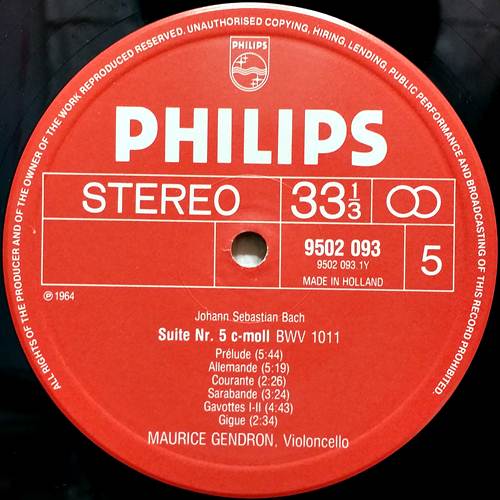 ALL RIGHTS OF THE PRODUCER AND OF THE OWNER OF THE WORK REPRODUCED RESERVED. UNAUTHORISED COPYING, HIRING, LENDING, PUBLIC PERFORMANCE AND BROADCASTING OF THIS RECORD PROHIBITED.
PHILIPS
PHILIPS
STEREO
33 1/3
9502 093
9502 093.1Y
MADE IN HOLLAND
5
℗ 1964
Johann Sebastian Bach
Suite Nr. 5 c-moll BWV 1011
Prélude (5:44)
Allemande (5:19)
Courante (2:26)
Sarabande (3:24)
Gavottes I-II (4:43)
Gigue (2:34)
MAURICE GENDRON, Violoncello